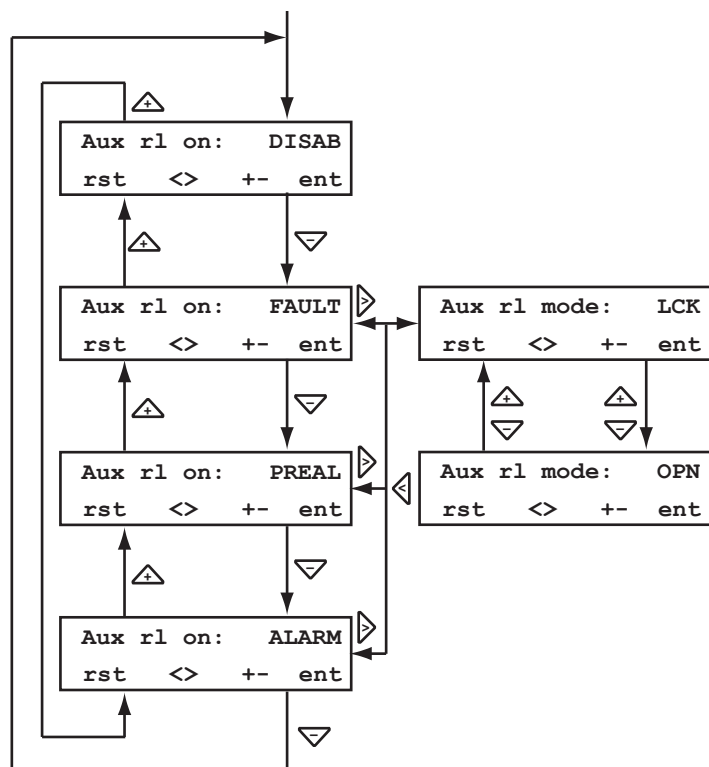 +
Aux rl on: DISAB
rst <> +- ent
+
-
Aux rl on: FAULT
rst <> +- ent
>
Aux rl mode: LCK
rst <> +- ent
+
-
+
-
+
-
Aux rl on: PREAL
rst <> +- ent
>
<
Aux rl mode: OPN
rst <> +- ent
+
-
Aux rl on: ALARM
rst <> +- ent
>
-